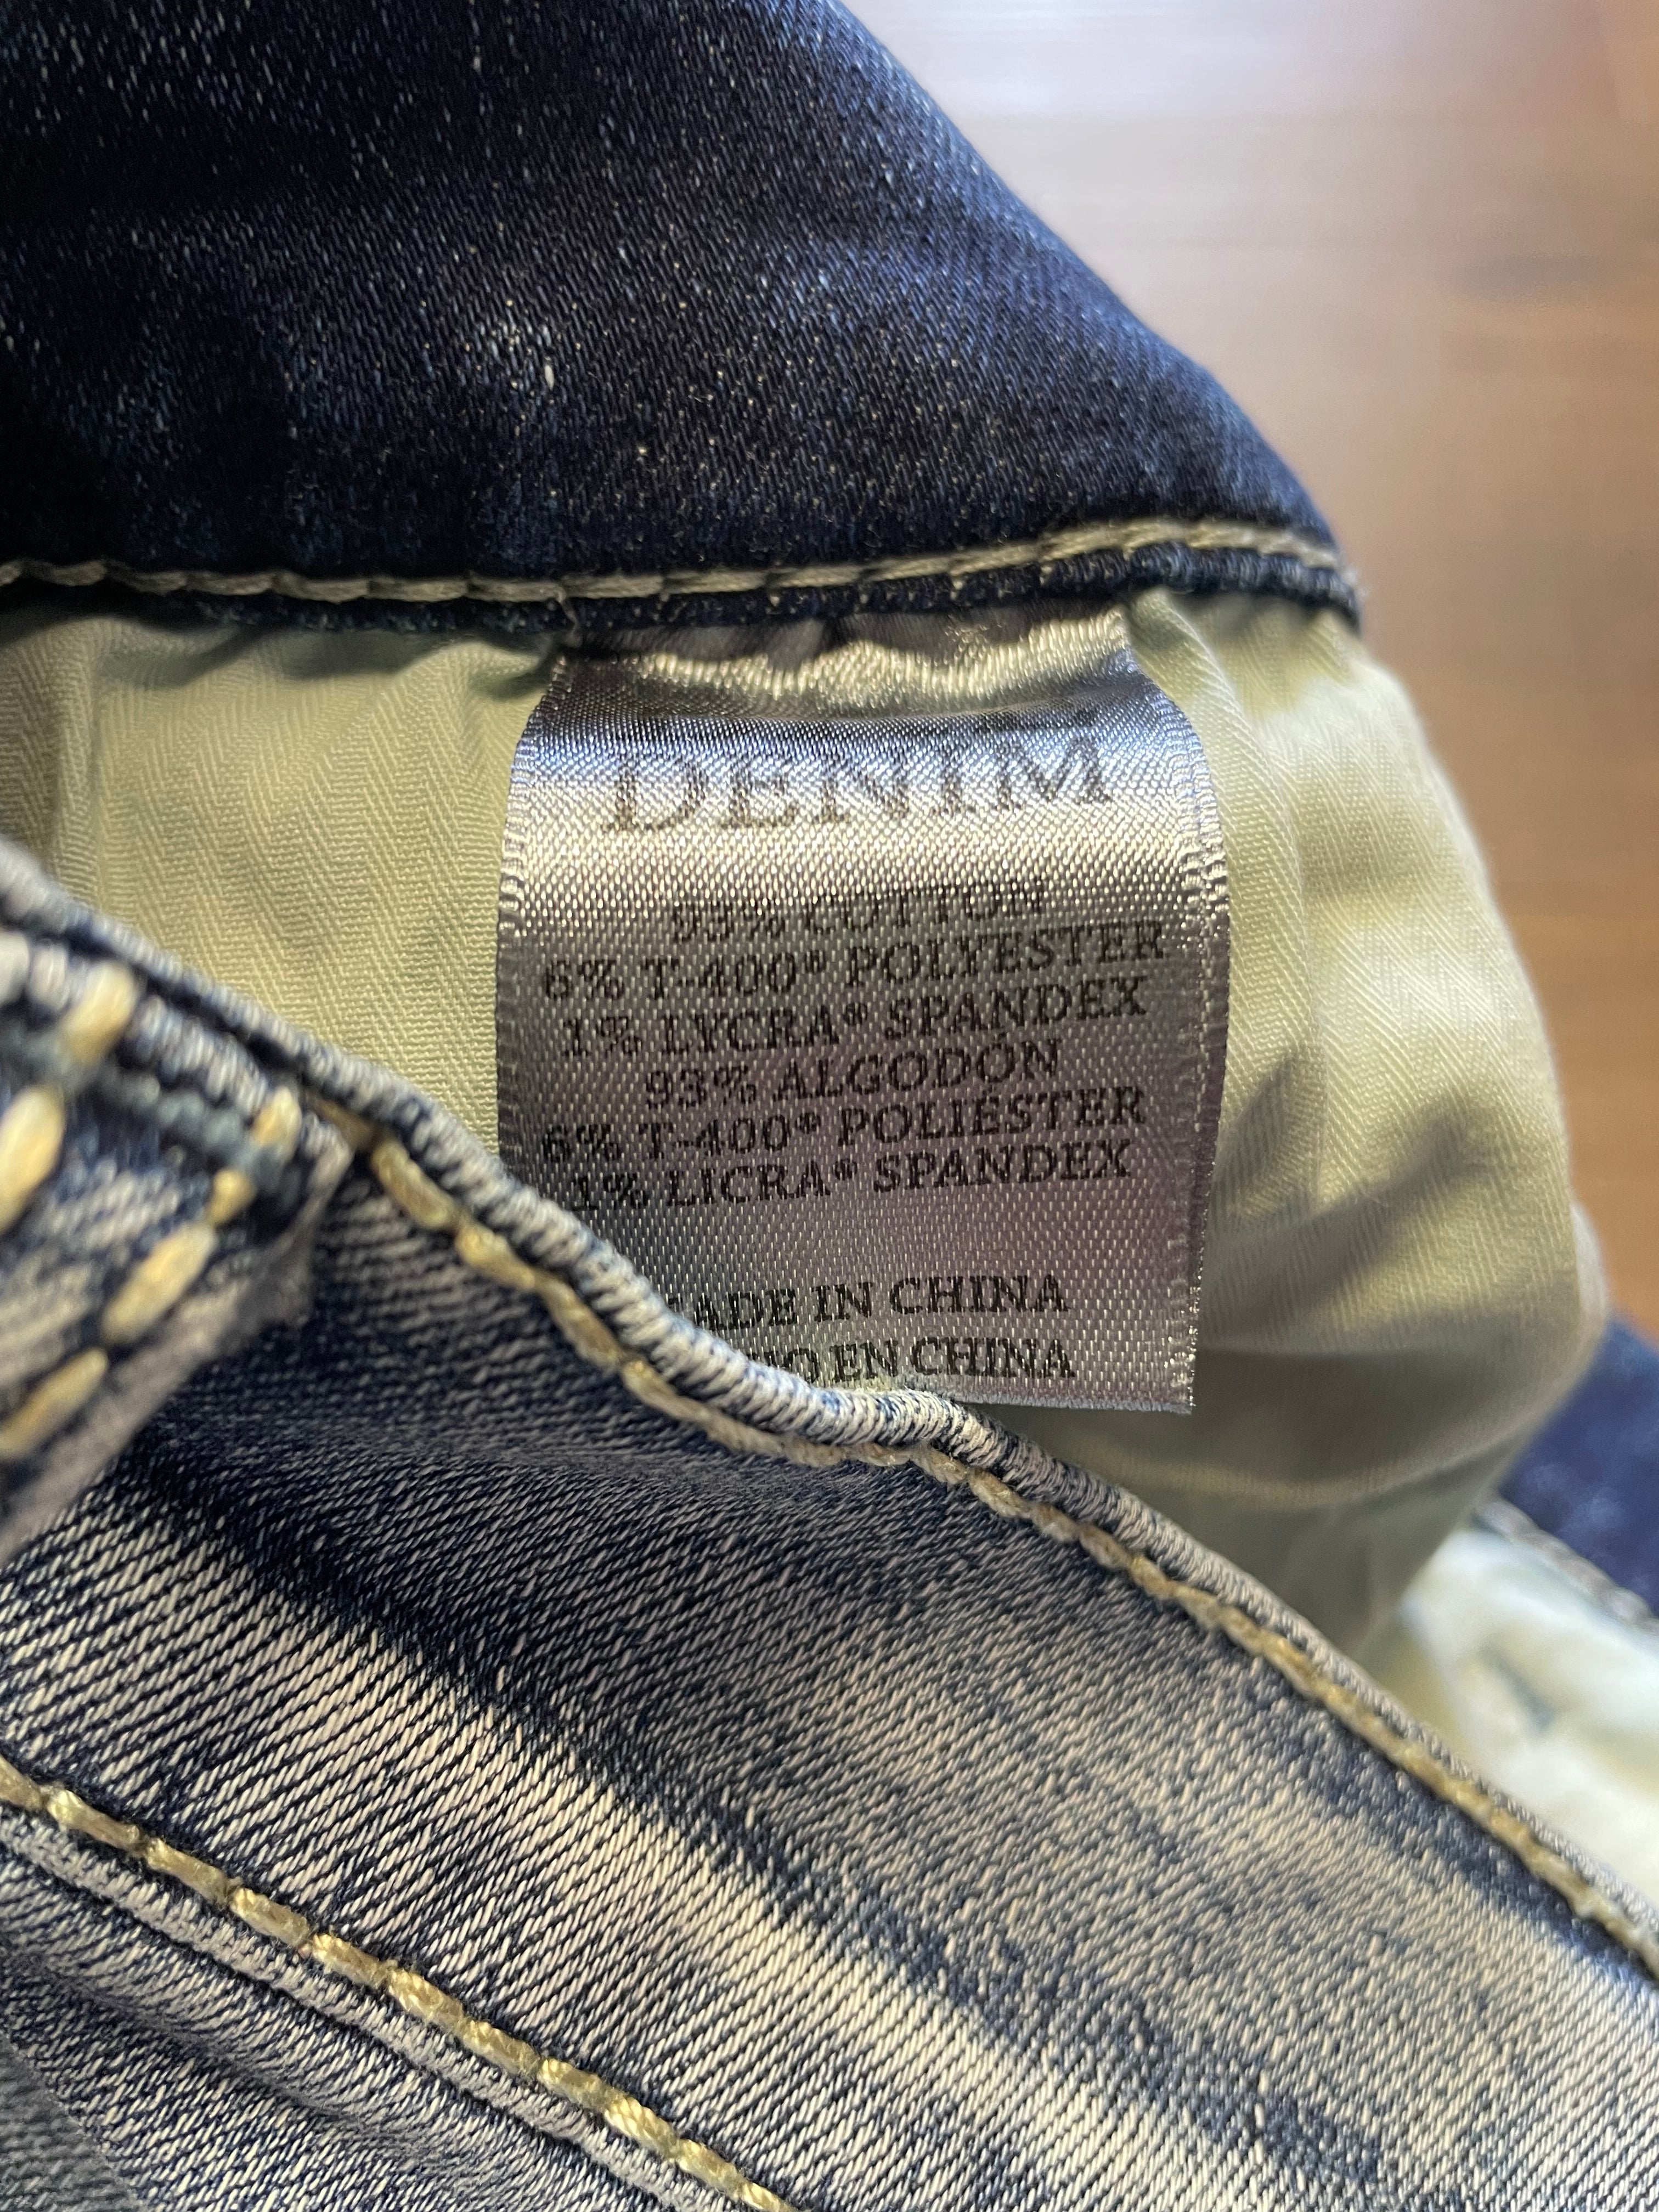 DENIM
93% COTTON
6% T-400® POLYESTER
1% LYCRA® SPANDEX
93% ALGODÓN
6% T-400® POLIÉSTER
1% LICRA® SPANDEX
IN CHINA
EN CHINA